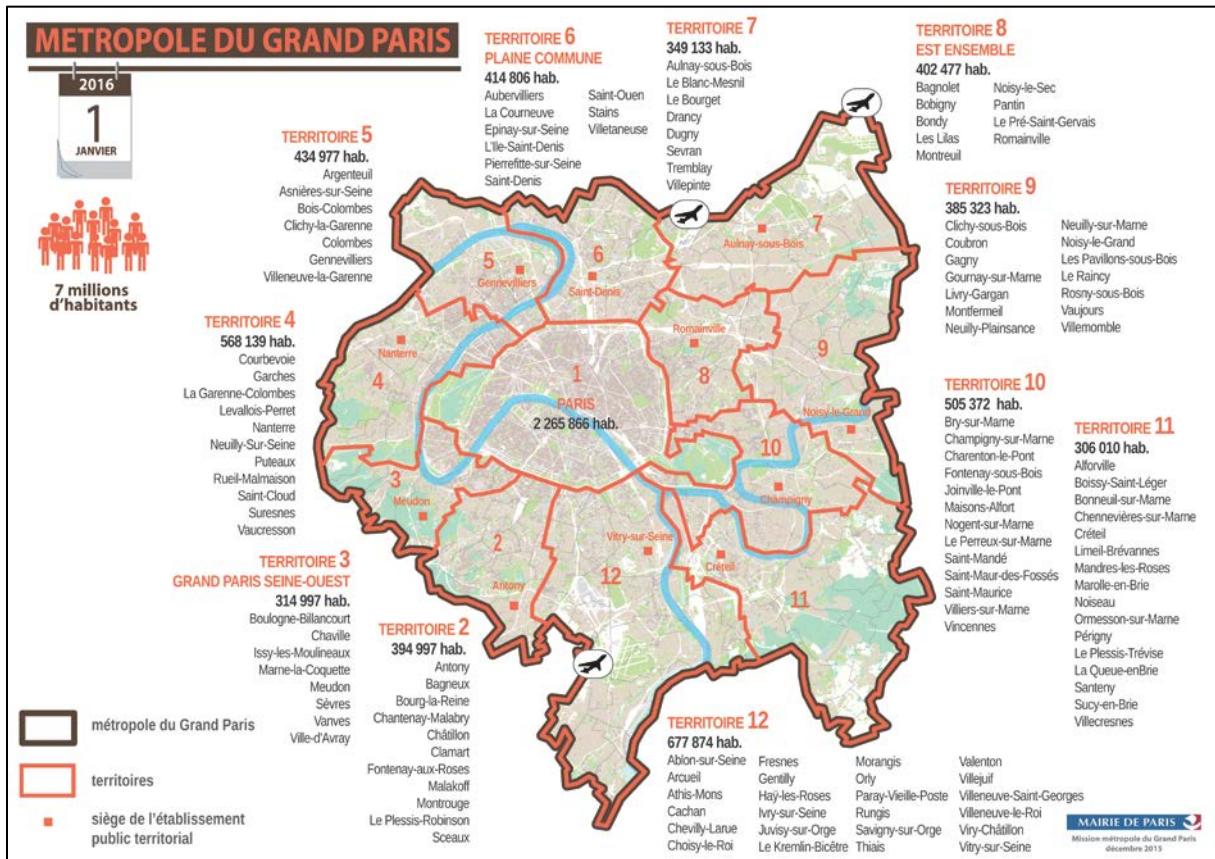 METROPOLE DU GRAND PARIS
2016
1
JANVIER
7 millions
d'habitants
TERRITOIRE 5
434 977 hab.
Argenteuil
Asnières-sur-Seine
Bois-Colombes
Clichy-la-Garenne
Colombes
Gennevilliers
Villeneuve-la-Garenne
TERRITOIRE 6
PLAINE COMMUNE
414 806 hab.
Aubervilliers
La Courneuve
Epinay-sur-Seine
L'Ile-Saint-Denis
Pierrefitte-sur-Seine
Saint-Denis
Saint-Ouen
Stains
Villetaneuse
TERRITOIRE 7
349 133 hab.
Aulnay-sous-Bois
Le Blanc-Mesnil
Le Bourget
Drancy
Dugny
Sevran
Tremblay
Villepinte
TERRITOIRE 8
EST ENSEMBLE
402 477 hab.
Bagnolet
Bobigny
Bondy
Les Lilas
Montreuil
Noisy-le-Sec
Pantin
Le Pré-Saint-Gervais
Romainville
TERRITOIRE 9
385 323 hab.
Clichy-sous-Bois
Coubron
Gagny
Gournay-sur-Marne
Livry-Gargan
Montfermeil
Neuilly-Plainsance
Neuilly-sur-Marne
Noisy-le-Grand
Les Pavillons-sous-Bois
Le Raincy
Rosny-sous-Bois
Vaujours
Villemomble
TERRITOIRE 4
568 139 hab.
Courbevoie
Garches
La Garenne-Colombes
Levallois-Perret
Nanterre
Neuilly-Sur-Seine
Puteaux
Rueil-Malmaison
Saint-Cloud
Suresnes
Vaucresson
7
Aulnay-sous-Bois
6
Saint-Denis
5
Gennevilliers
Nanterre
4
Romainville
8
9
1
PARIS
2 265 866 hab.
Noisy-le-Grand
10
Champigny
3
Meudon
2
Antony
Vitry-sur-Seine
12
Créteil
11
TERRITOIRE 10
505 372 hab.
Bry-sur-Marne
Champigny-sur-Marne
Charenton-le-Pont
Fontenay-sous-Bois
Joinville-le-Pont
Maisons-Alfort
Nogent-sur-Marne
Le Perreux-sur-Marne
Saint-Mandé
Saint-Maur-des-Fossés
Saint-Maurice
Villiers-sur-Marne
Vincennes
TERRITOIRE 11
306 010 hab.
Alforville
Boissy-Saint-Léger
Bonneuil-sur-Marne
Chennevières-sur-Marne
Créteil
Limeil-Brévannes
Mandres-les-Roses
Marolle-en-Brie
Noiseau
Ormesson-sur-Marne
Périgny
Le Plessis-Trévise
La Queue-enBrie
Santeny
Sucy-en-Brie
Villecresnes
TERRITOIRE 3
GRAND PARIS SEINE-OUEST
314 997 hab.
Boulogne-Billancourt
Chaville
Issy-les-Moulineaux
Marne-la-Coquette
Meudon
Sèvres
Vanves
Ville-d'Avray
TERRITOIRE 2
394 997 hab.
Antony
Bagneux
Bourg-la-Reine
Chantenay-Malabry
Châtillon
Clamart
Fontenay-aux-Roses
Malakoff
Montrouge
Le Plessis-Robinson
Sceaux
TERRITOIRE 12
677 874 hab.
Ablon-sur-Seine
Arcueil
Athis-Mons
Cachan
Chevilly-Larue
Choisy-le-Roi
Fresnes
Gentilly
Haÿ-les-Roses
Ivry-sur-Seine
Juvisy-sur-Orge
Le Kremlin-Bicêtre
Morangis
Orly
Paray-Vieille-Poste
Rungis
Savigny-sur-Orge
Thiais
Valenton
Villejuif
Villeneuve-Saint-Georges
Villeneuve-le-Roi
Viry-Châtillon
Vitry-sur-Seine
métropole du Grand Paris
territoires
siège de l'établissement
public territorial
MAIRIE DE PARIS
Mission métropole du Grand Paris
décembre 2015